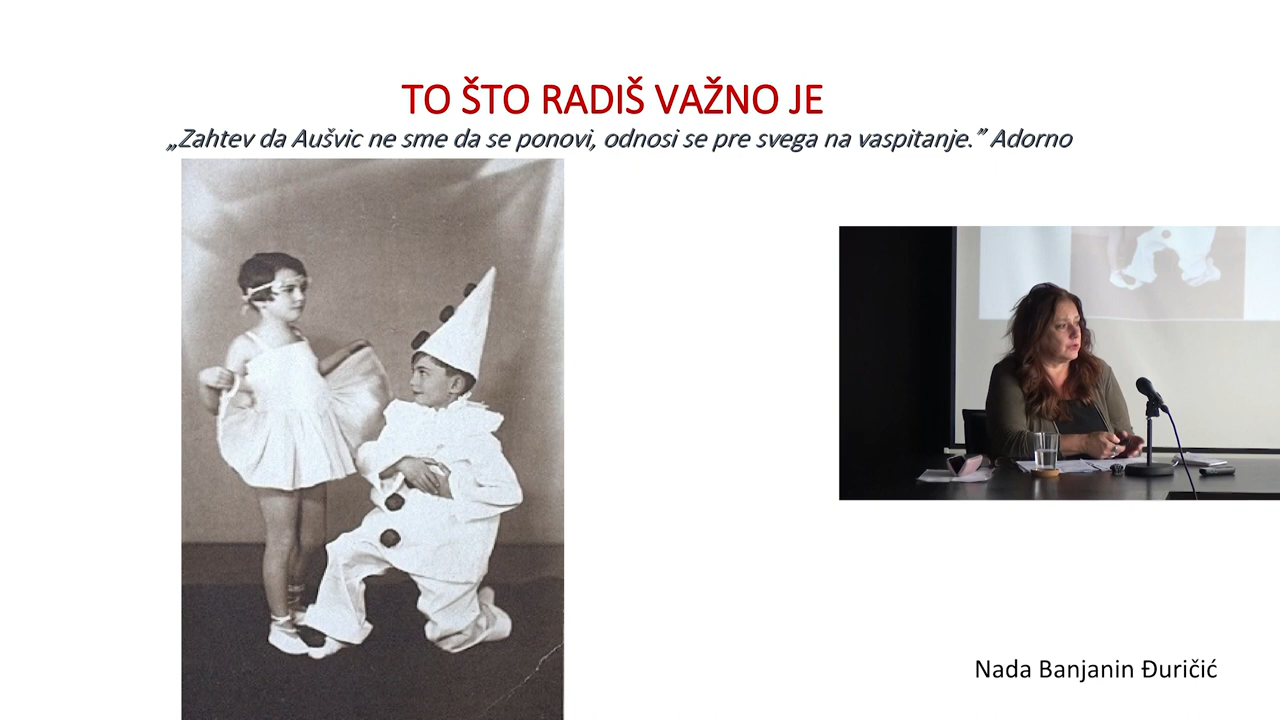 TO ŠTO RADIŠ VAŽNO JE
„Zahtev da Aušvic ne sme da se ponovi, odnosi se pre svega na vaspitanje.” Adorno
Nada Banjanin Đuričić